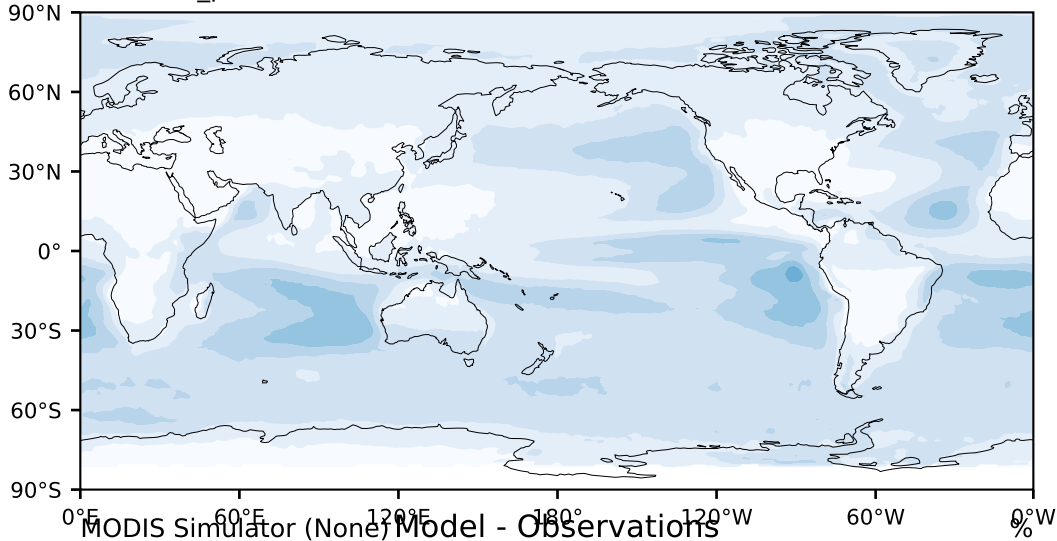 90°N
60°N
30°N
0°
30°S
60°S
90°S
0°E 60°E 120°E 180° 120°W 60°W 0°W
MODIS Simulator (None) Model - Observations %